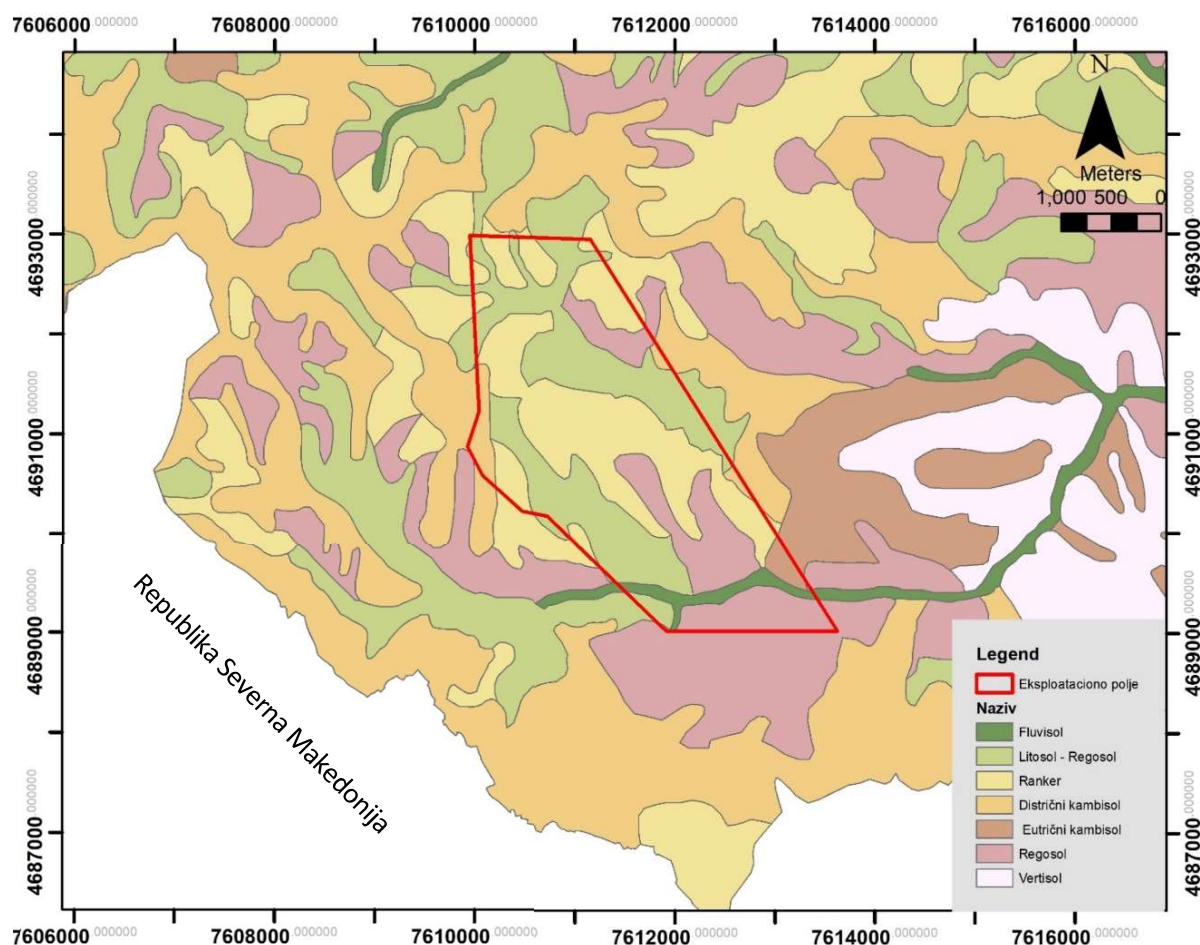 7606000.000000 7608000.000000 7610000.000000 7612000.000000 7614000.000000 7616000.000000
N
Meters
1,000 500 0
4693000.000000
4693000.000000
4691000.000000
4691000.000000
4689000.000000
4689000.000000
4687000.000000
4687000.000000
Republika Severna Makedonija
Legend
Eksploataciono polje
Naziv
Fluvisol
Litosol - Regosol
Ranker
Districni kambisol
Eutrični kambisol
Regosol
Vertisol
7606000.000000 7608000.000000 7610000.000000 7612000.000000 7614000.000000 7616000.000000